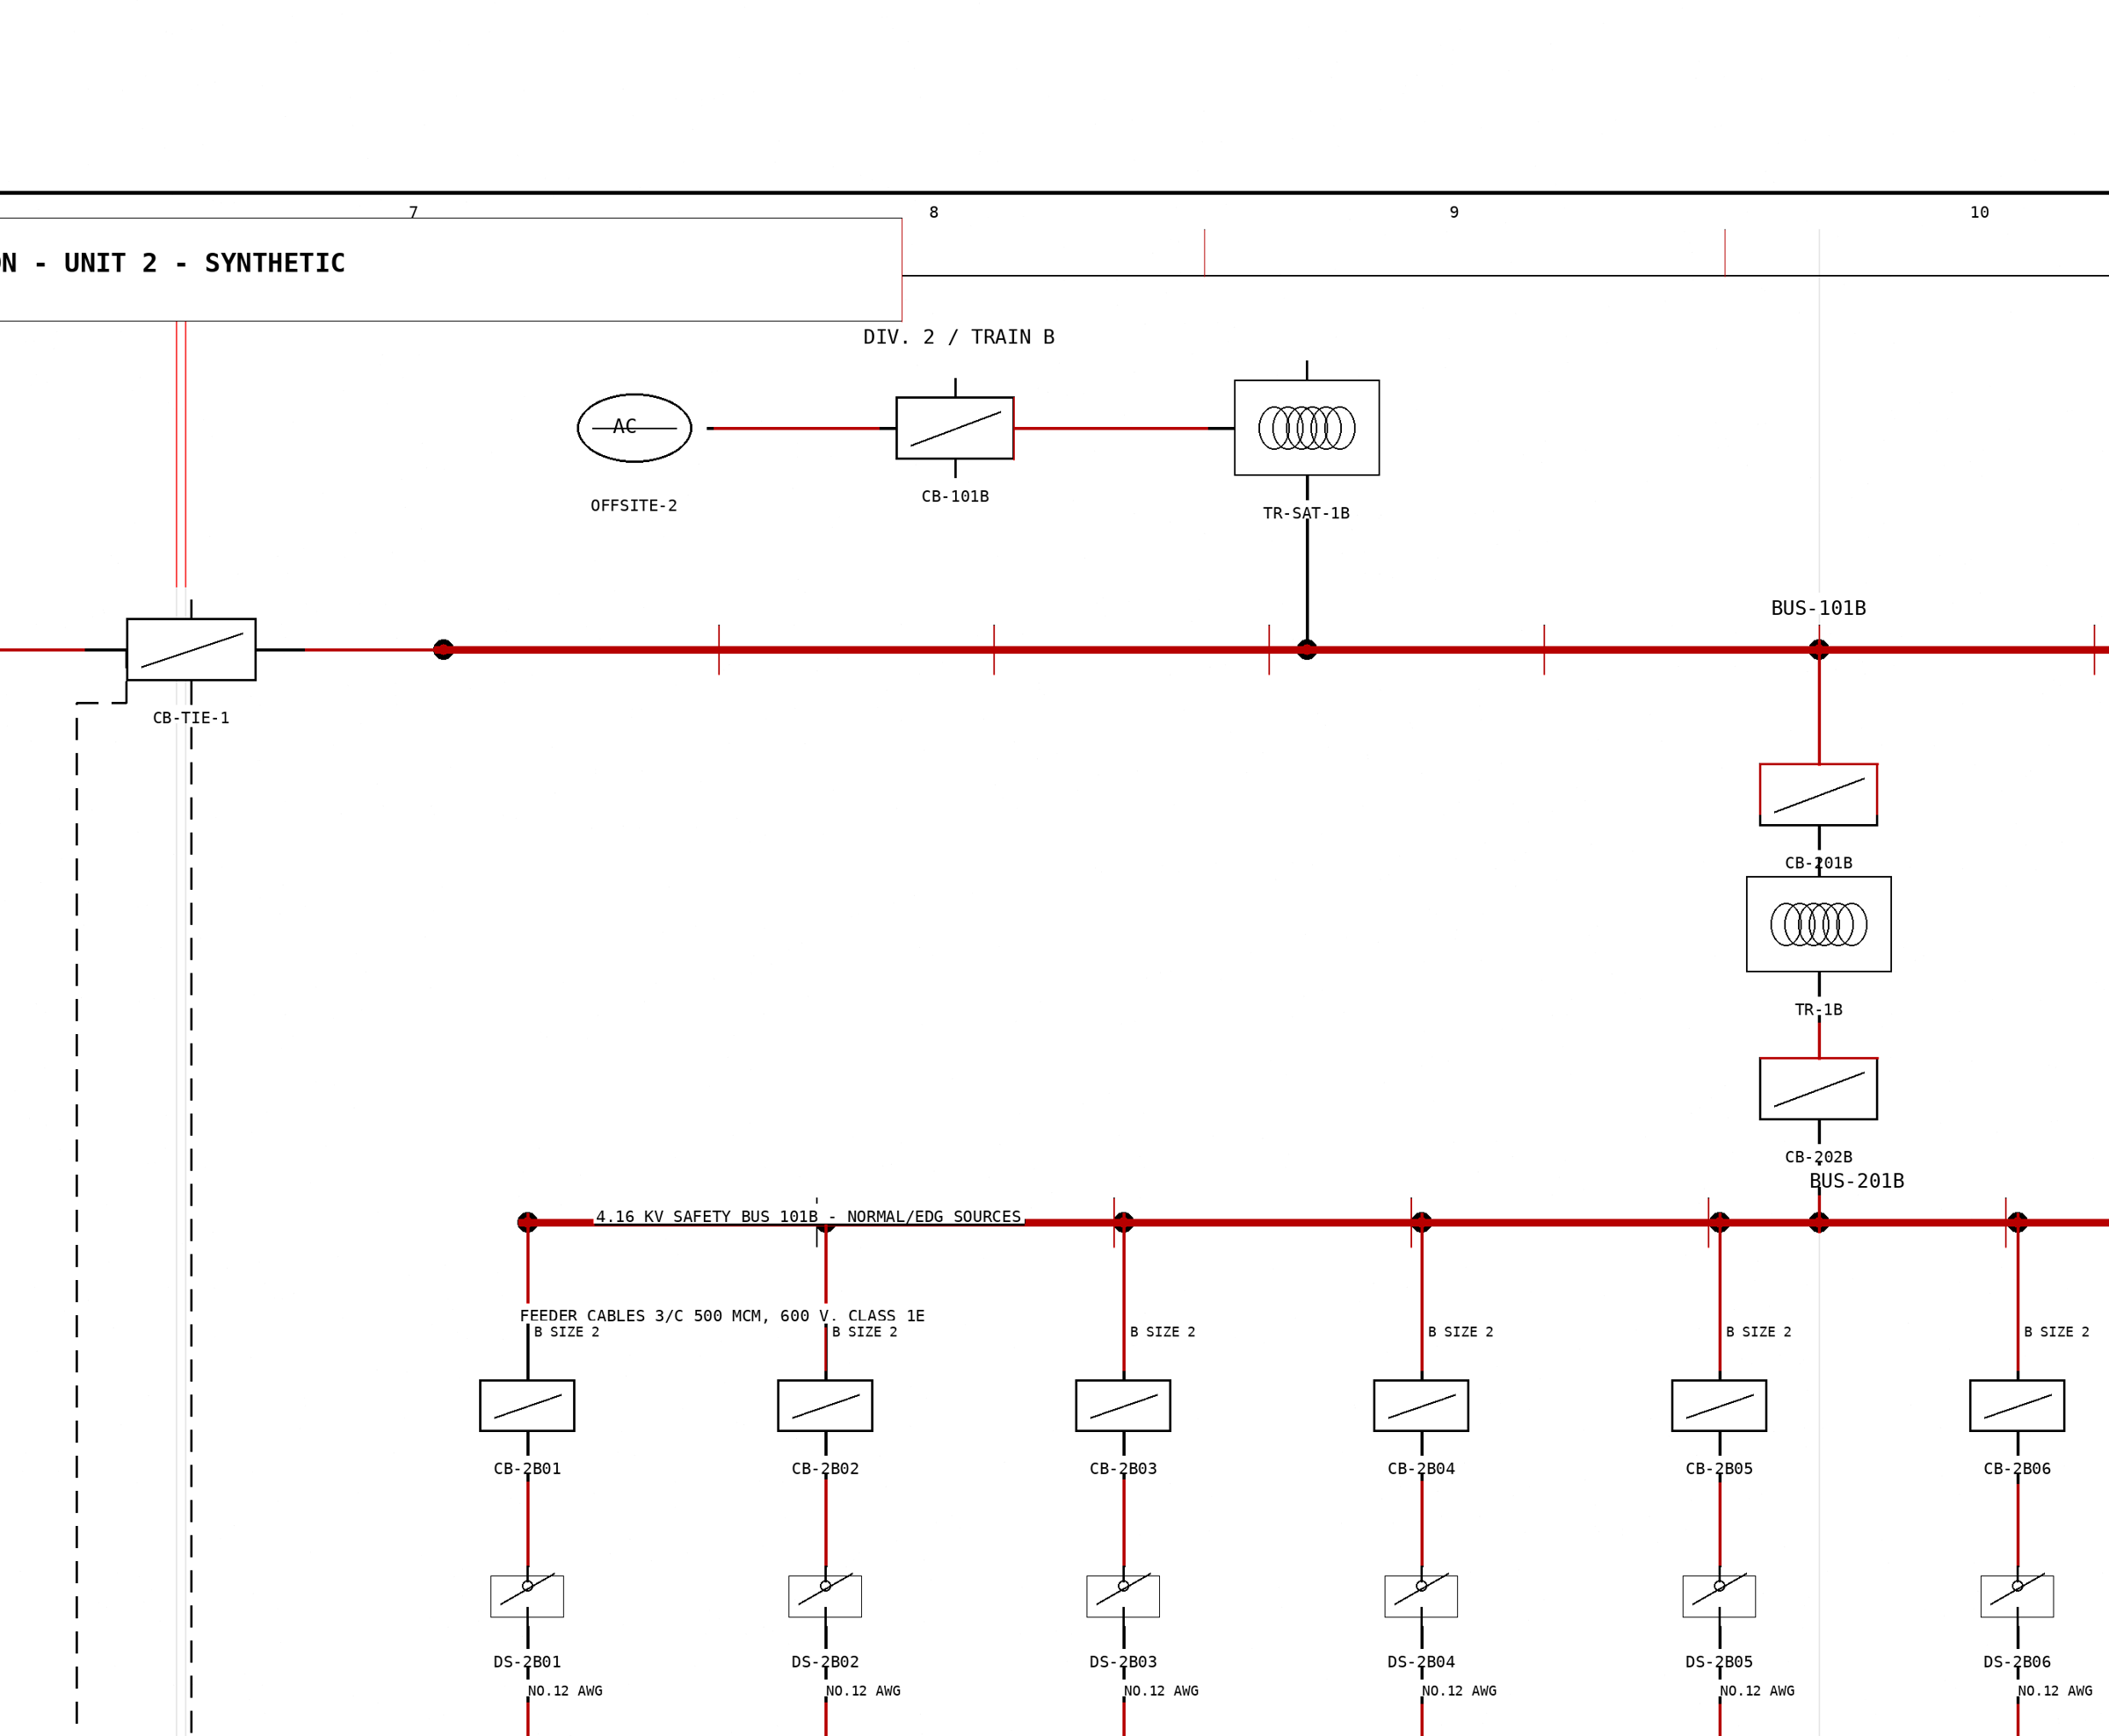 7 8 9 10
ON - UNIT 2 - SYNTHETIC
DIV. 2 / TRAIN B
AC
OFFSITE-2
CB-101B
TR-SAT-1B
BUS-101B
CB-TIE-1
CB-201B
TR-1B
CB-202B
BUS-201B
4.16 KV SAFETY BUS 101B - NORMAL/EDG SOURCES
FEEDER CABLES 3/C 500 MCM, 600 V. CLASS 1E
B SIZE 2 B SIZE 2 B SIZE 2 B SIZE 2 B SIZE 2 B SIZE 2
CB-2B01 CB-2B02 CB-2B03 CB-2B04 CB-2B05 CB-2B06
DS-2B01 DS-2B02 DS-2B03 DS-2B04 DS-2B05 DS-2B06
NO.12 AWG NO.12 AWG NO.12 AWG NO.12 AWG NO.12 AWG NO.12 AWG